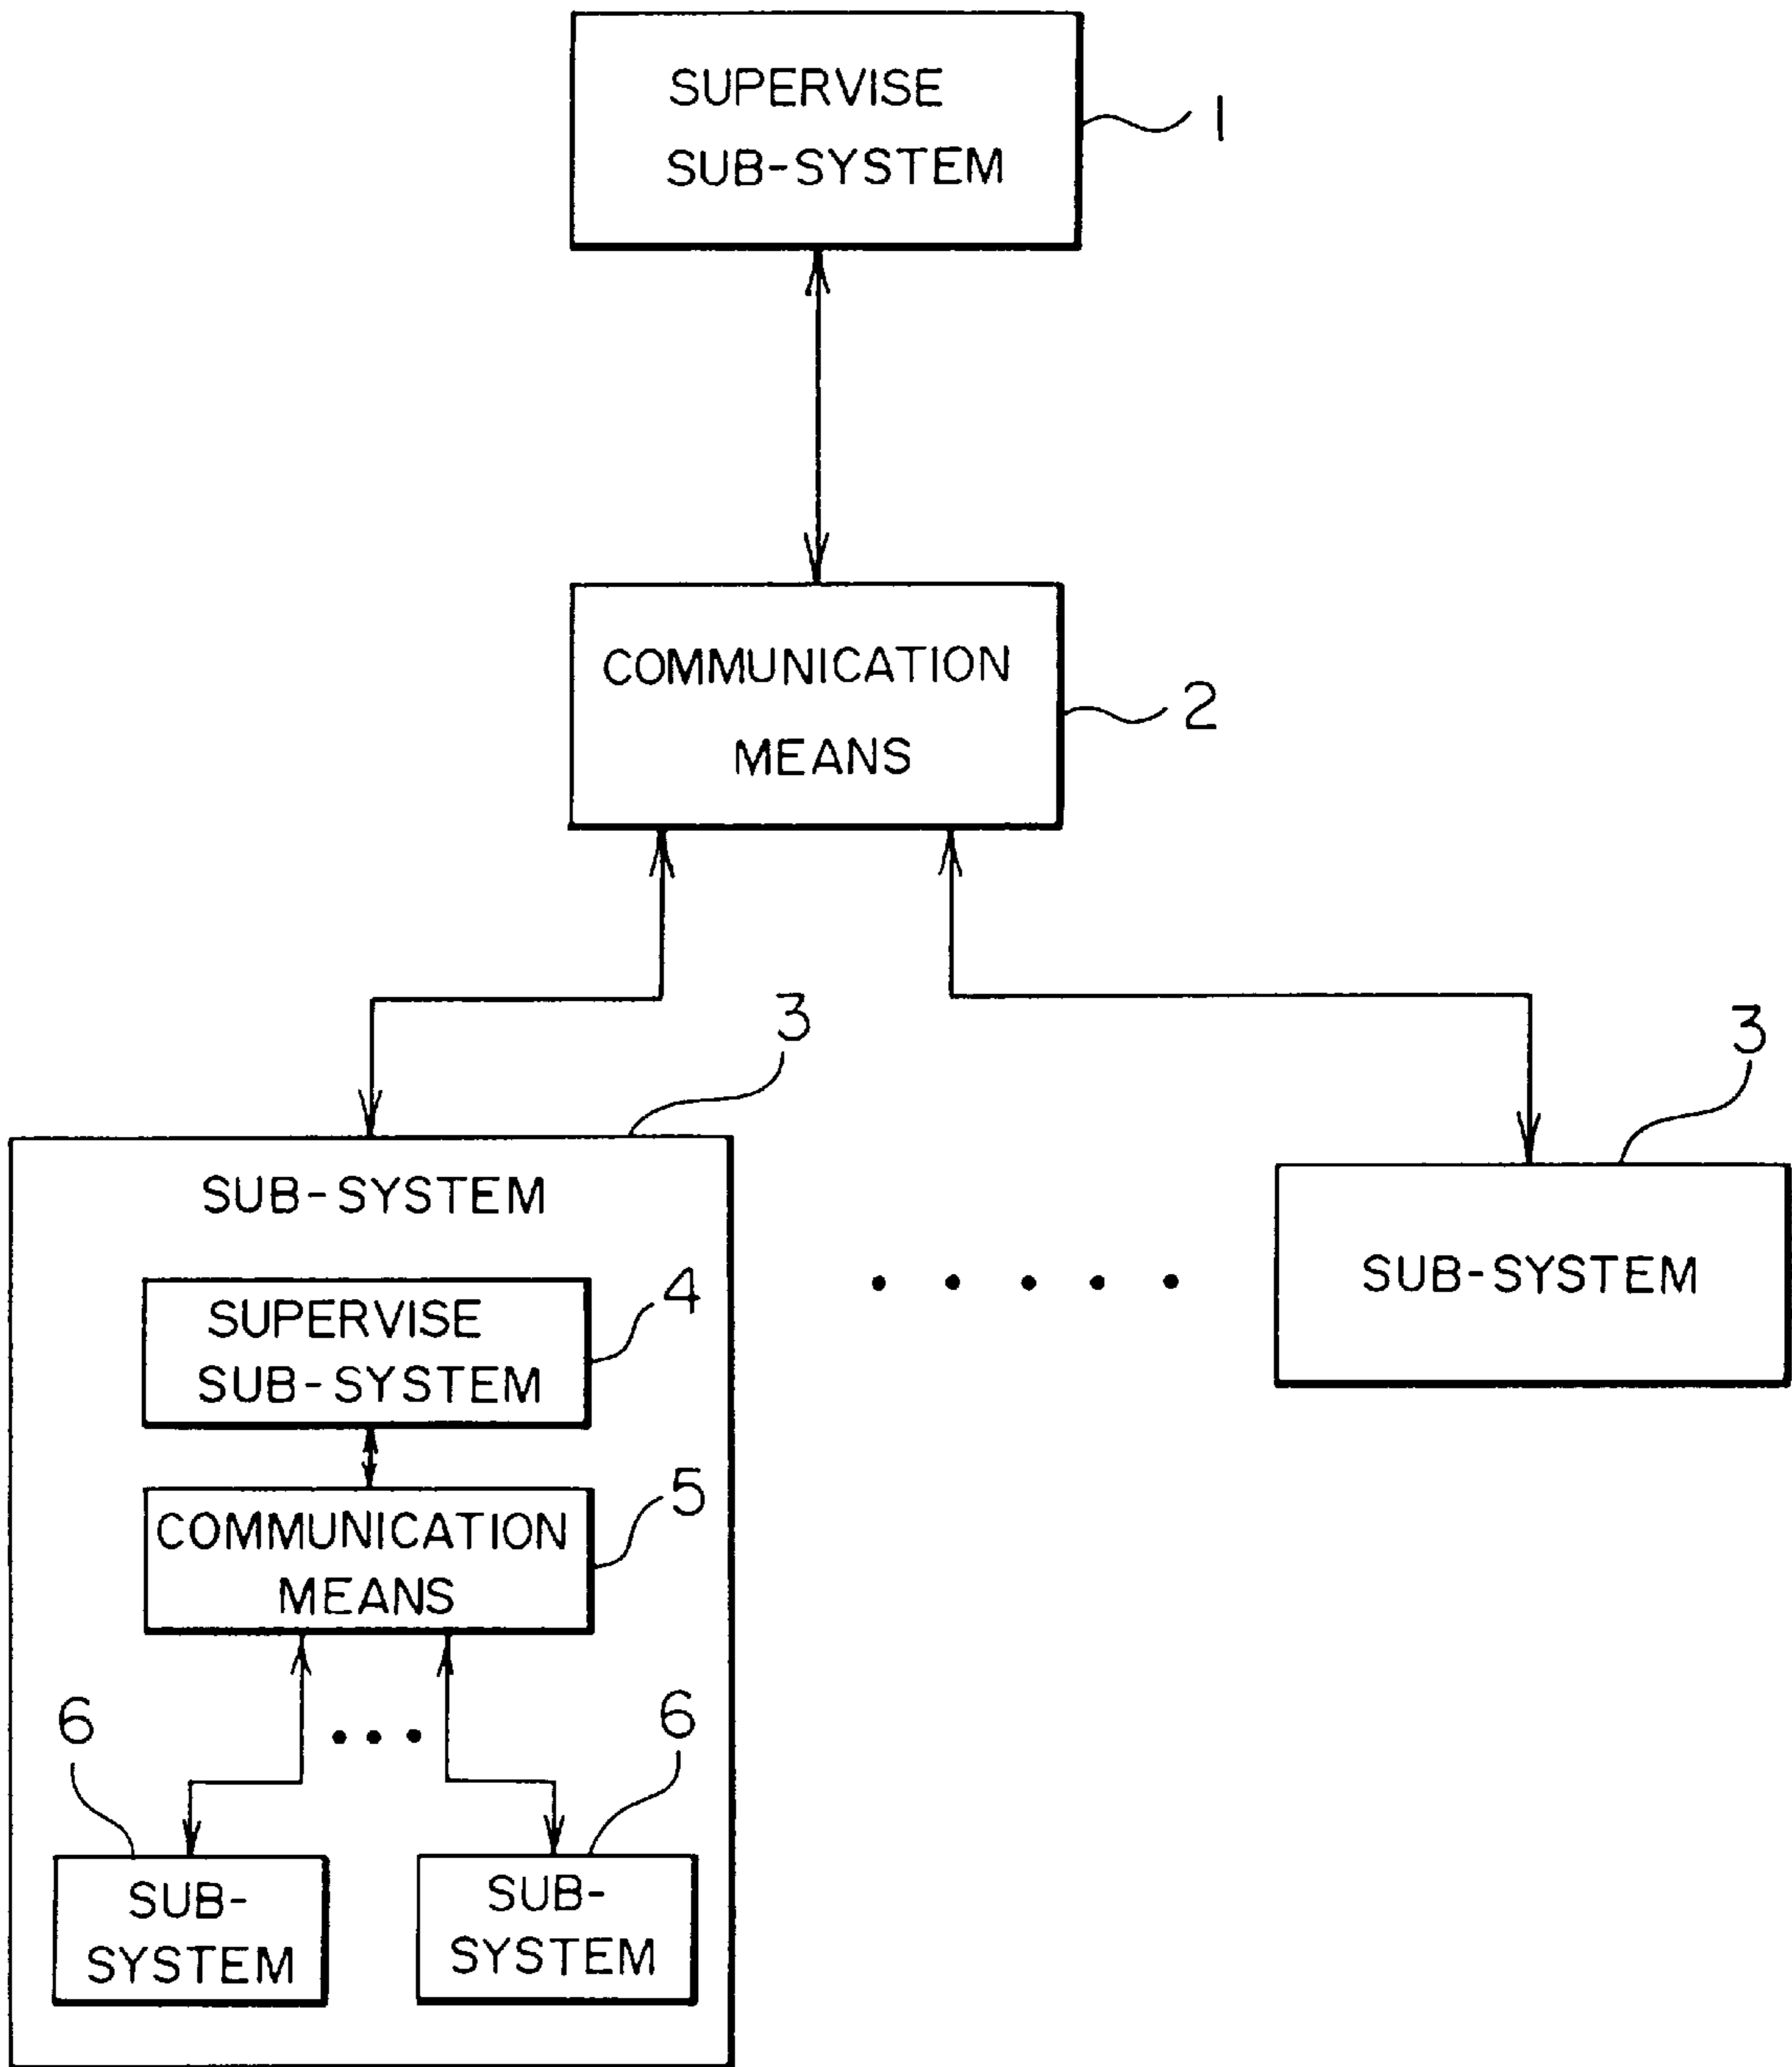 SUPERVISE
SUB-SYSTEM
1
COMMUNICATION
MEANS
2
3
3
SUB-SYSTEM
SUB-SYSTEM
SUPERVISE
SUB-SYSTEM
4
COMMUNICATION
MEANS
5
6
6
SUB-
SYSTEM
SUB-
SYSTEM